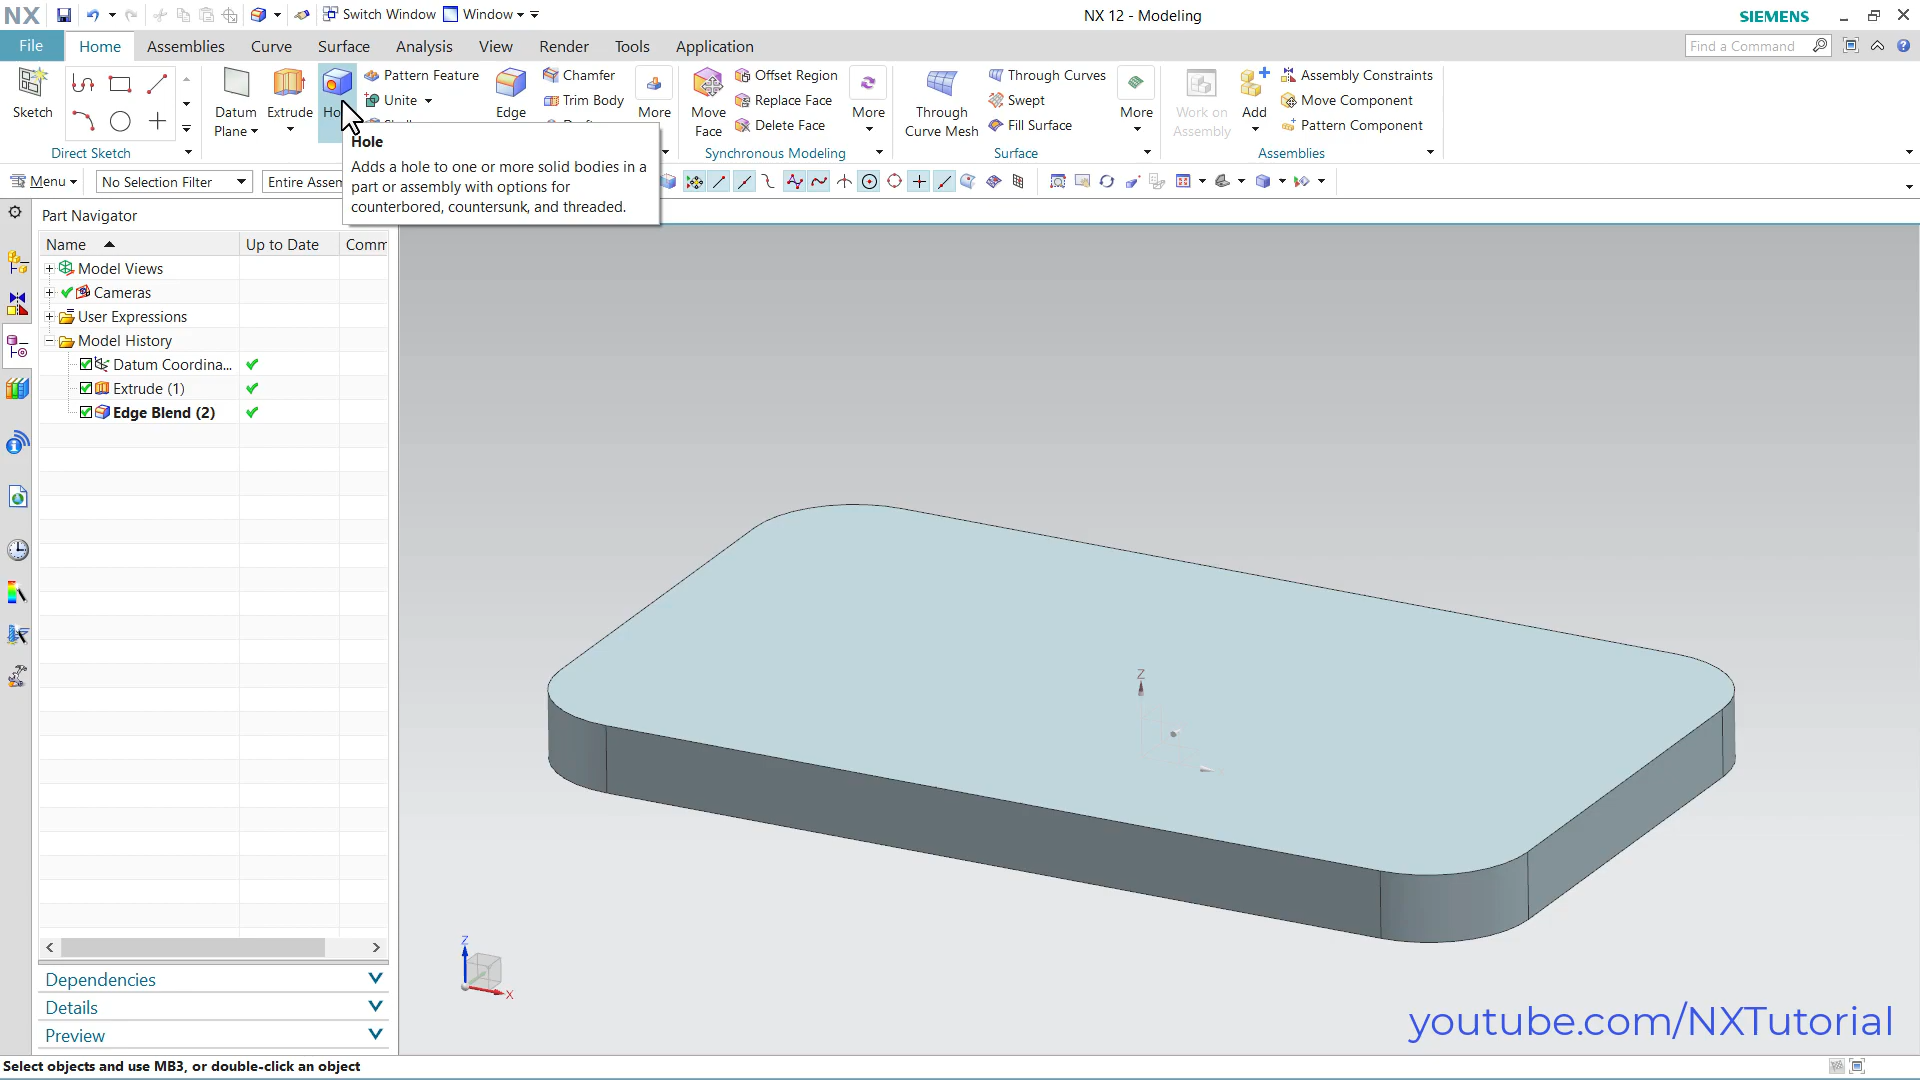 NX
Switch Window
Window
NX 12 - Modeling
SIEMENS
File
Home
Assemblies
Curve
Surface
Analysis
View
Render
Tools
Application
Find a Command
Sketch
Direct Sketch
Datum
Plane
Extrude
Pattern Feature
Unite
Edge
Chamfer
Trim Body
More
Move
Face
Offset Region
Replace Face
Delete Face
More
Synchronous Modeling
Through
Curve Mesh
Through Curves
Swept
Fill Surface
More
Surface
Work on
Assembly
Add
Assembly Constraints
Move Component
Pattern Component
Assemblies
Hole
Adds a hole to one or more solid bodies in a
part or assembly with options for
counterbored, countersunk, and threaded.
Menu
No Selection Filter
Entire Assem
Part Navigator
Name
Up to Date
Comm
Model Views
Cameras
User Expressions
Model History
Datum Coordina...
Extrude (1)
Edge Blend (2)
Z
Z
X
Dependencies
Details
Preview
youtube.com/NXTutorial
Select objects and use MB3, or double-click an object